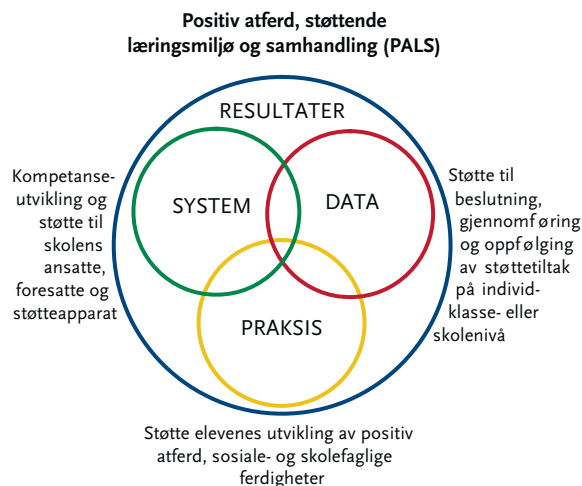 Positiv atferd, støttende
læringsmiljø og samhandling (PALS)
RESULTATER
SYSTEM
DATA
PRAKSIS
Kompetanse-
utvikling og
støtte til
skolens
ansatte,
foresatte og
støtteapparat
Støtte til
beslutning,
gjennomføring
og oppfølging
av støttetiltak
på individ-
klasse- eller
skolenivå
Støtte elevenes utvikling av positiv
atferd, sosiale- og skolefaglige
ferdigheter